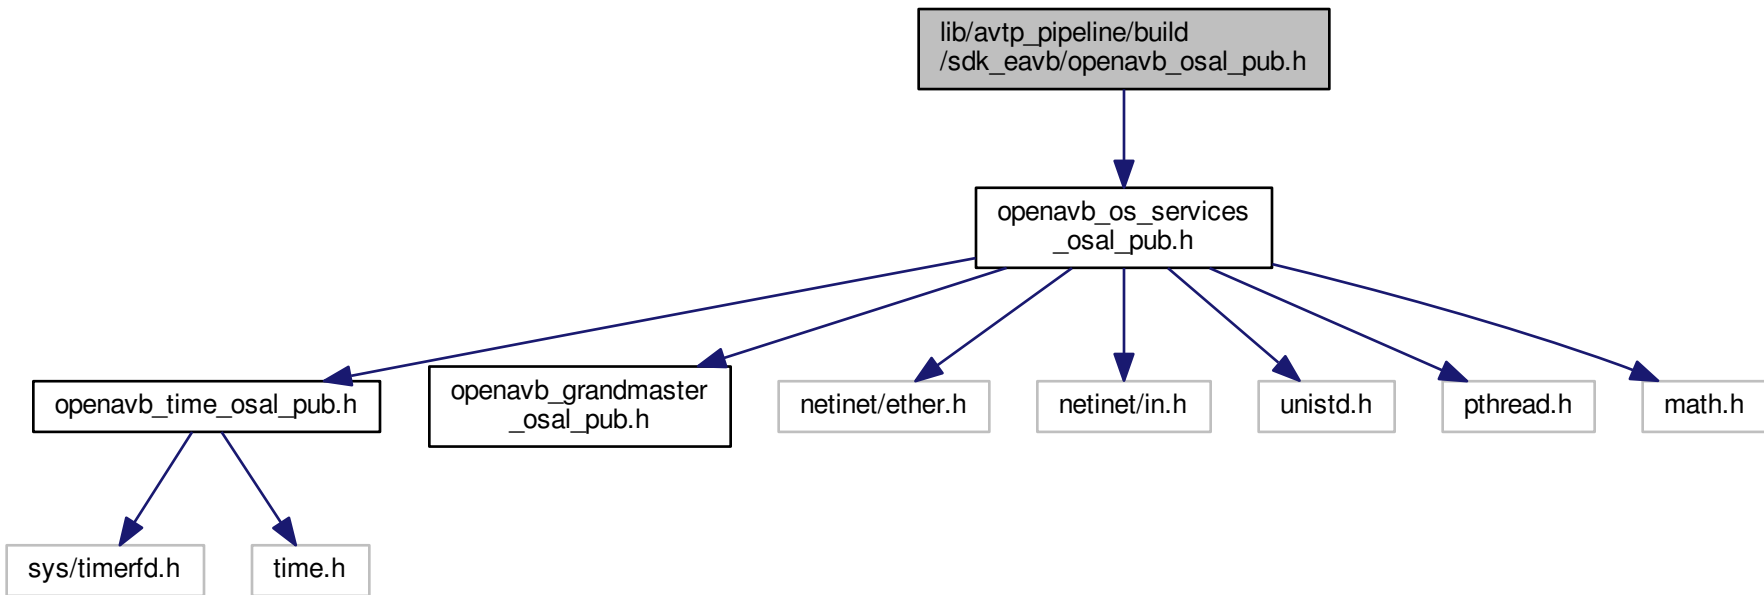 lib/avtp_pipeline/build
/sdk_eavb/openavb_osal_pub.h
openavb_os_services
_osal_pub.h
openavb_time_osal_pub.h
openavb_grandmaster
_osal_pub.h
netinet/ether.h
netinet/in.h
unistd.h
pthread.h
math.h
sys/timerfd.h
time.h